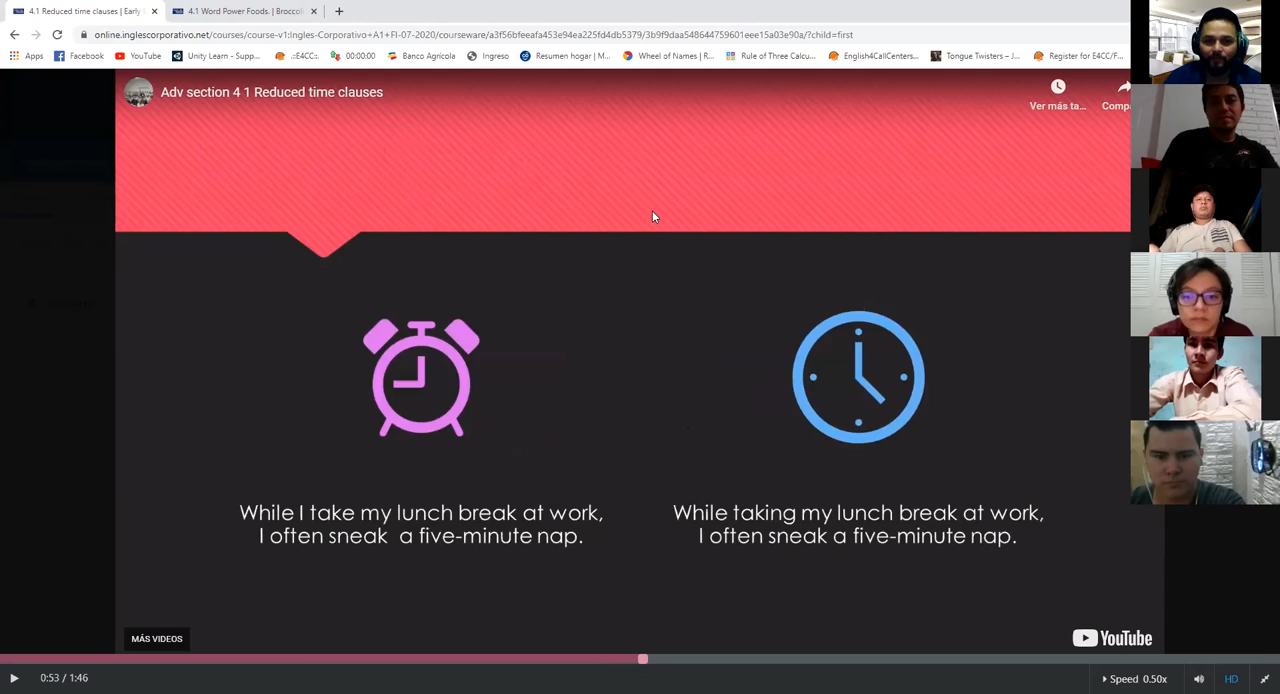 4.1 Reduced time clauses | Early
4.1 Word Power Foods. | Broccol
online.inglescorporativo.net/courses/course-v1:Ingles-Corporativo+A1+FI-07-2020/courseware/
/?child=first
Apps
Facebook
YouTube
Unity Learn - Supp...
.::E4CC:.
00:00:00
Banco Agrícola
Ingreso
Resumen hogar | M...
Wheel of Names | R...
Rule of Three Calcu...
English4CallCenters...
Tongue Twisters – J...
Register for E4CC/F...
Adv section 4 1 Reduced time clauses
Ver más ta...
Compa
While I take my lunch break at work,
I often sneak a five-minute nap.
While taking my lunch break at work,
I often sneak a five-minute nap.
MÁS VIDEOS
YouTube
0:53 / 1:46
Speed 0.50x
HD